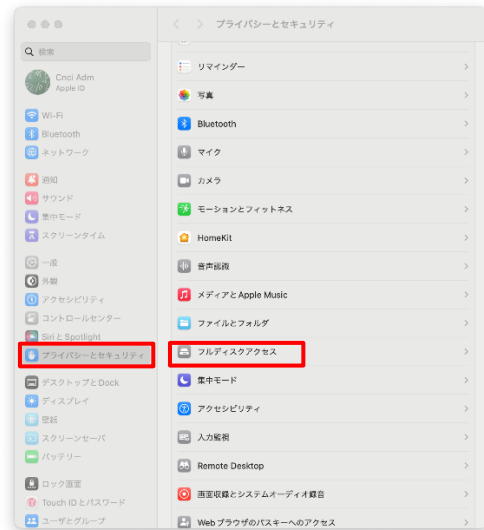 プライバシーとセキュリティ
検索
Cnci Adm
Apple ID
Wi-Fi
Bluetooth
ネットワーク
通知
サウンド
集中モード
スクリーンタイム
一般
外観
アクセシビリティ
コントロールセンター
Siri と Spotlight
プライバシーとセキュリティ
デスクトップと Dock
ディスプレイ
壁紙
スクリーンセーバ
バッテリー
ロック画面
Touch ID とパスワード
ユーザとグループ
リマインダー
写真
Bluetooth
マイク
カメラ
モーションとフィットネス
HomeKit
音声認識
メディアと Apple Music
ファイルとフォルダ
フルディスクアクセス
集中モード
アクセシビリティ
入力監視
Remote Desktop
画面収録とシステムオーディオ録音
Web ブラウザのパスキーへのアクセス